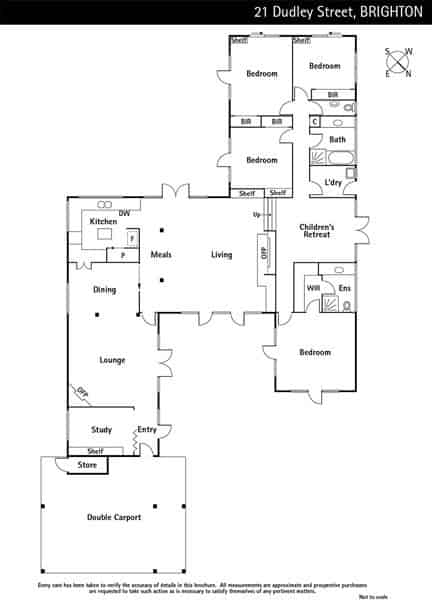 21 Dudley Street, BRIGHTON
Shelf
Shelf
S W
E N
Bedroom
Bedroom
BIR
BIR BIR
C
Bath
Bedroom
L'dry
Shelf Shelf
DW
Kitchen
Up
Children's
Retreat
F
P
Meals
Living
OFP
Dining
WIR
Ens
Lounge
Bedroom
OFP
Study
Entry
Shelf
Store
Double Carport
Every care has been taken to verify the accuracy of details in this brochure. All measurements are approximate and prospective purchasers
are requested to take such action as is necessary to satisfy themselves of any pertinent matters.
Not to scale